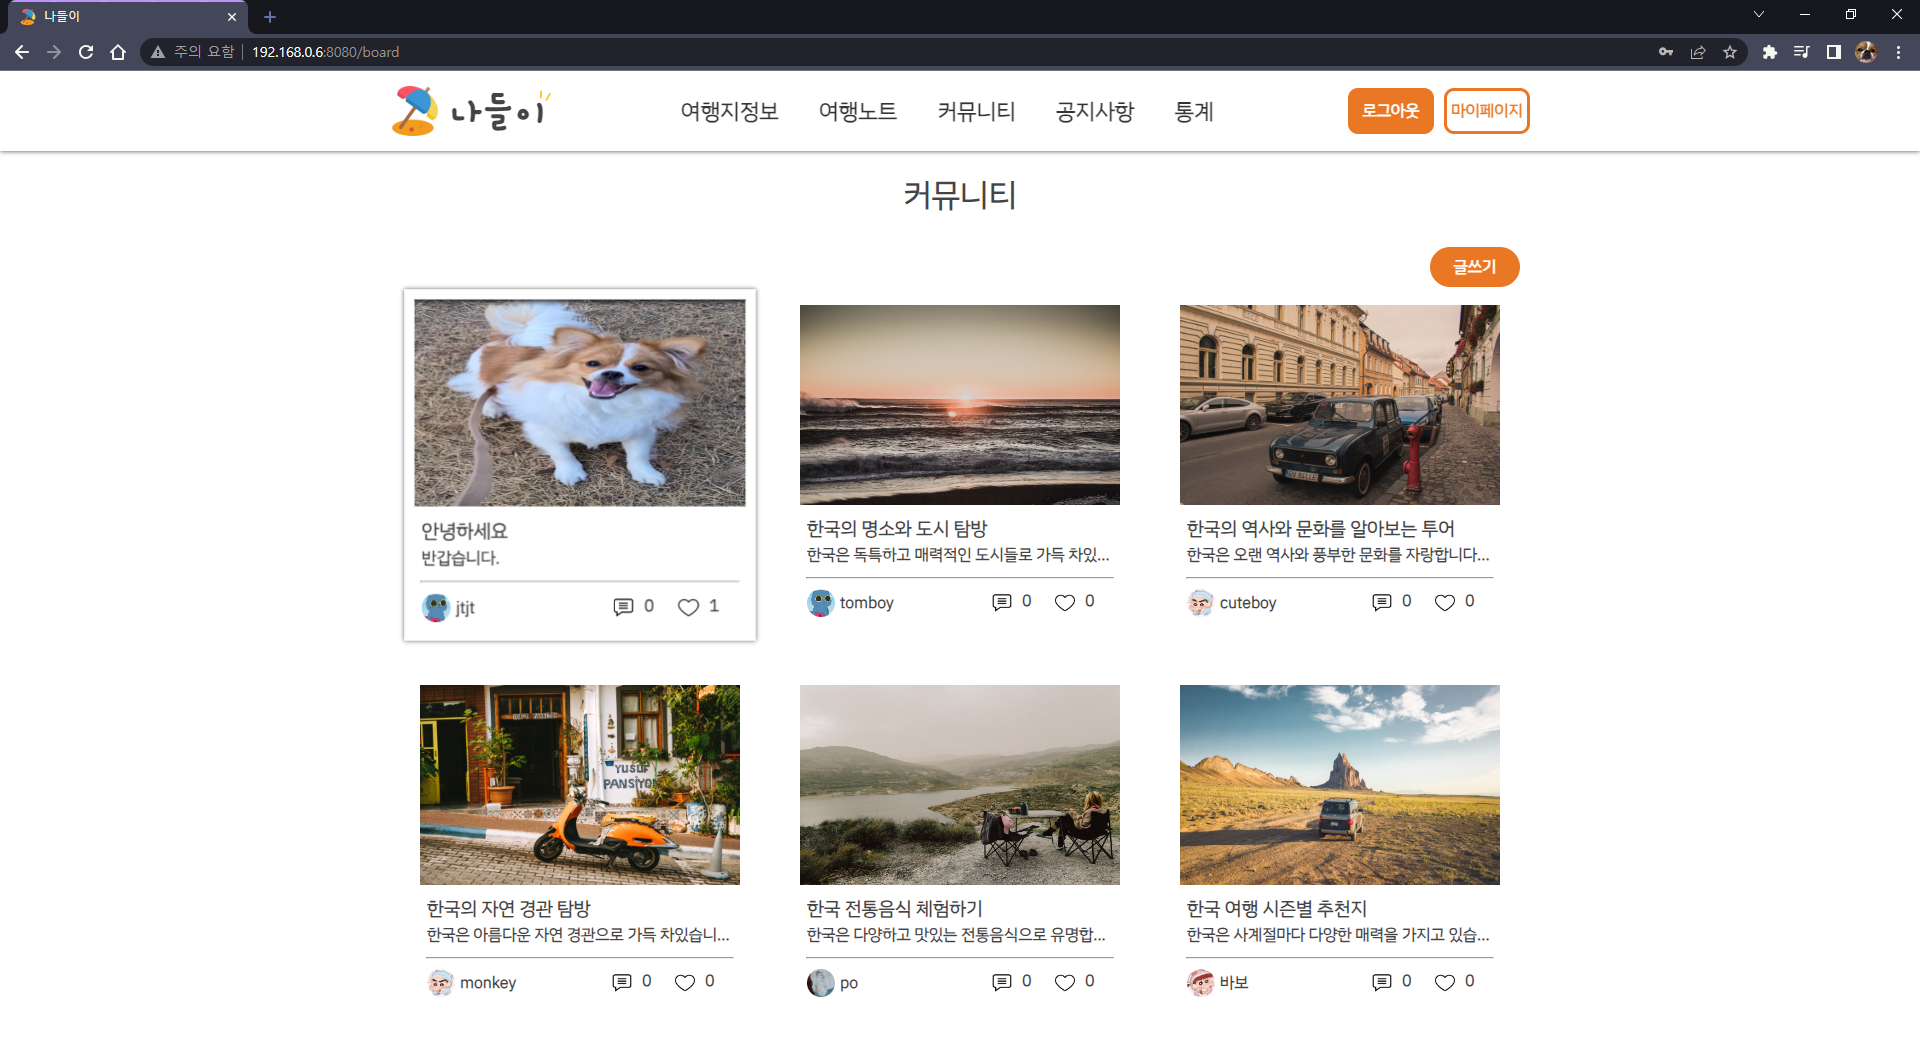 나들이
주의 요함 | 192.168.0.6:8080/board
나들이
여행지정보 여행노트 커뮤니티 공지사항 통계
로그아웃 마이페이지
커뮤니티
글쓰기
안녕하세요
반갑습니다.
jtjt 0 1
한국의 명소와 도시 탐방
한국은 독특하고 매력적인 도시들로 가득 차있...
tomboy 0 0
한국의 역사와 문화를 알아보는 투어
한국은 오랜 역사와 풍부한 문화를 자랑합니다...
cuteboy 0 0
YUSUF
PANSİYON
한국의 자연 경관 탐방
한국은 아름다운 자연 경관으로 가득 차있습니...
monkey 0 0
한국 전통음식 체험하기
한국은 다양하고 맛있는 전통음식으로 유명합...
po 0 0
한국 여행 시즌별 추천지
한국은 사계절마다 다양한 매력을 가지고 있습...
바보 0 0